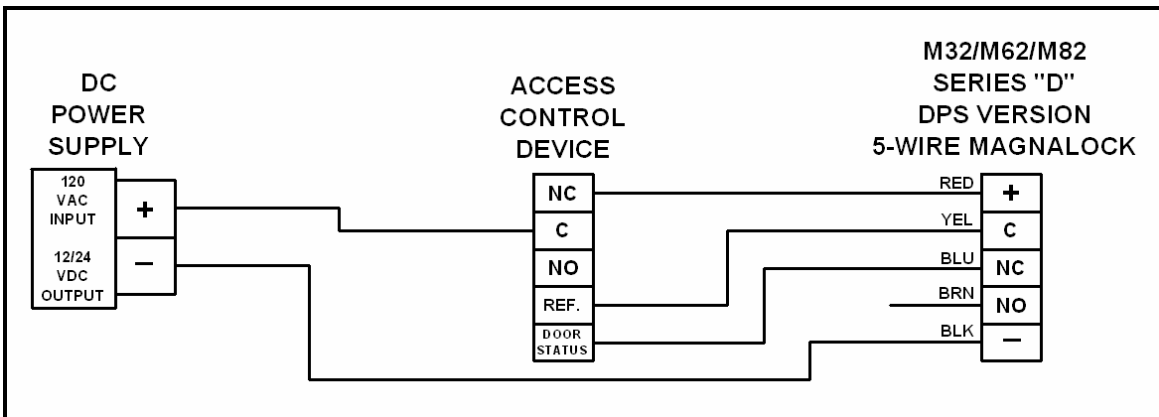 DC
POWER
SUPPLY
120
VAC
INPUT
12/24
VDC
OUTPUT
+
−
ACCESS
CONTROL
DEVICE
NC
C
NO
REF.
DOOR
STATUS
M32/M62/M82
SERIES "D"
DPS VERSION
5-WIRE MAGNALOCK
RED
+
YEL
C
BLU
NC
BRN
NO
BLK
−